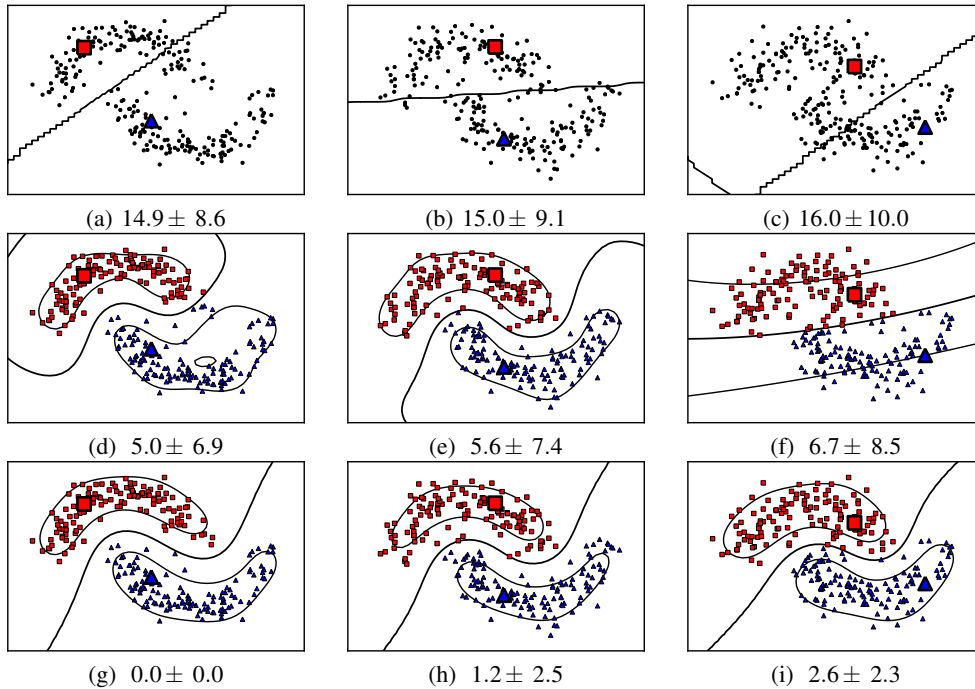 (a) 14.9 ± 8.6
(b) 15.0 ± 9.1
(c) 16.0 ± 10.0
(d) 5.0 ± 6.9
(e) 5.6 ± 7.4
(f) 6.7 ± 8.5
(g) 0.0 ± 0.0
(h) 1.2 ± 2.5
(i) 2.6 ± 2.3